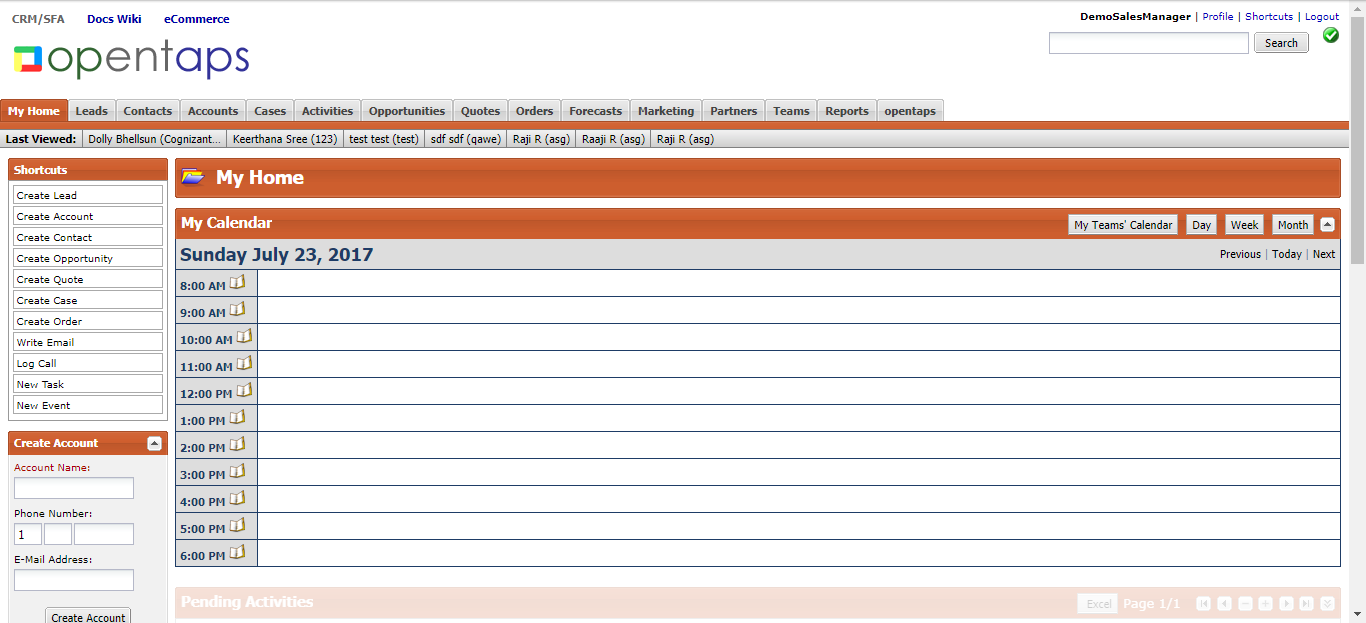 CRM/SFA Docs Wiki eCommerce
DemoSalesManager | Profile | Shortcuts | Logout
opentaps
Search
My Home Leads Contacts Accounts Cases Activities Opportunities Quotes Orders Forecasts Marketing Partners Teams Reports opentaps
Last Viewed: Dolly Bhellsun (Cognizant... Keerthana Sree (123) test test (test) sdf sdf (qawe) Raji R (asg) Raaji R (asg) Raji R (asg)
Shortcuts
Create Lead
Create Account
Create Contact
Create Opportunity
Create Quote
Create Case
Create Order
Write Email
Log Call
New Task
New Event
Create Account
Account Name:
Phone Number:
1
E-Mail Address:
Create Account
My Home
My Calendar My Teams' Calendar Day Week Month
Sunday July 23, 2017 Previous | Today | Next
8:00 AM
9:00 AM
10:00 AM
11:00 AM
12:00 PM
1:00 PM
2:00 PM
3:00 PM
4:00 PM
5:00 PM
6:00 PM
Pending Activities Excel Page 1/1